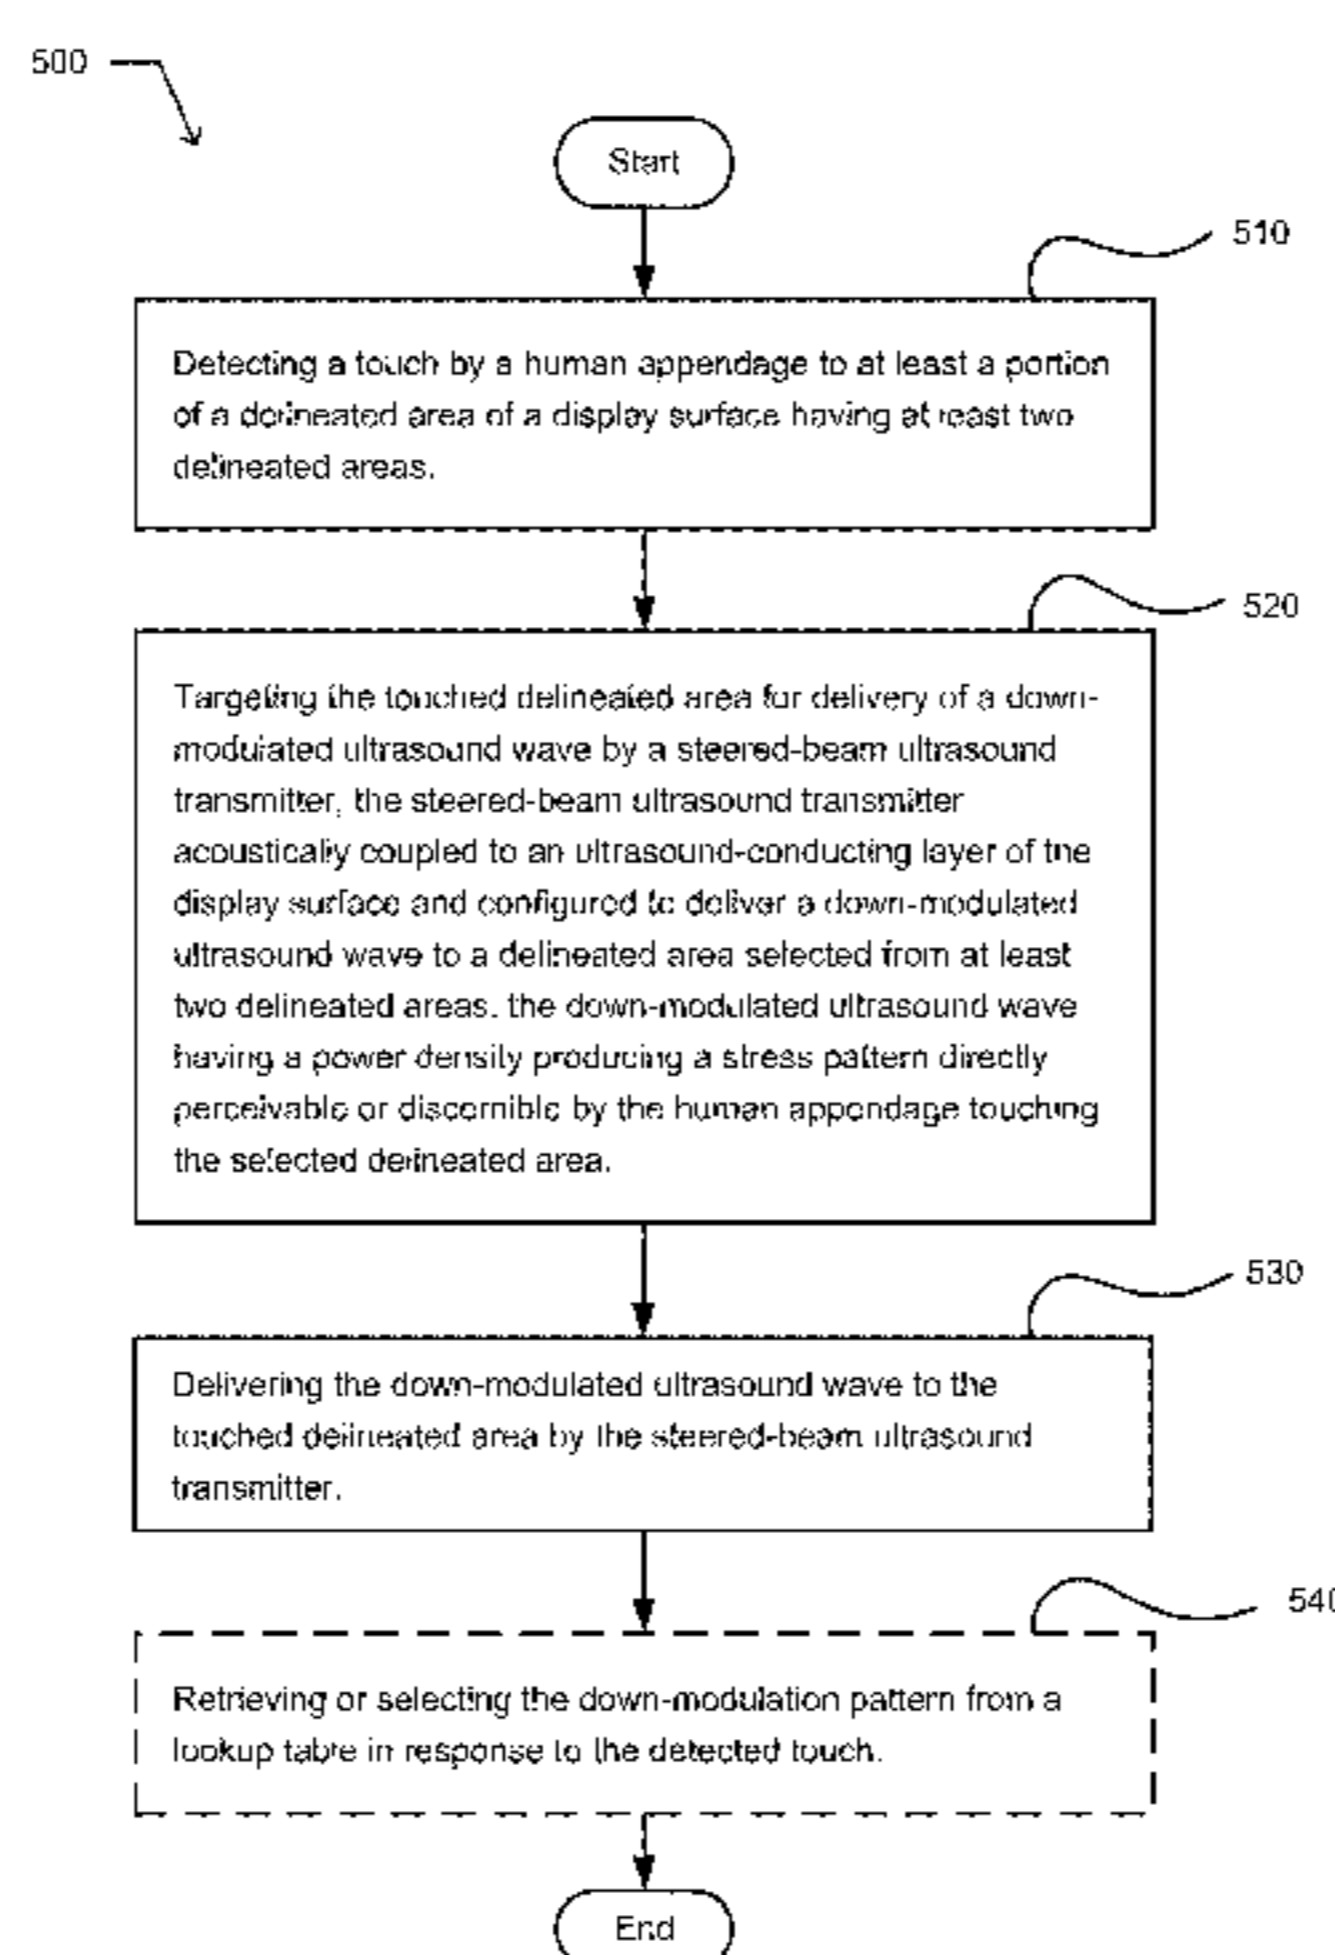 500
Start
510
Detecting a touch by a human appendage to at least a portion
of a delineated area of a display surface having at least two
delineated areas.
520
Targeting the touched delineated area for delivery of a down-
modulated ultrasound wave by a steered-beam ultrasound
transmitter, the steered-beam ultrasound transmitter
acoustically coupled to an ultrasound-conducting layer of the
display surface and configured to deliver a down-modulated
ultrasound wave to a delineated area selected from at least
two delineated areas, the down-modulated ultrasound wave
having a power density producing a stress pattern directly
perceivable or discernible by the human appendage touching
the selected delineated area.
530
Delivering the down-modulated ultrasound wave to the
touched delineated area by the steered-beam ultrasound
transmitter.
540
Retrieving or selecting the down-modulation pattern from a
lookup table in response to the detected touch.
End